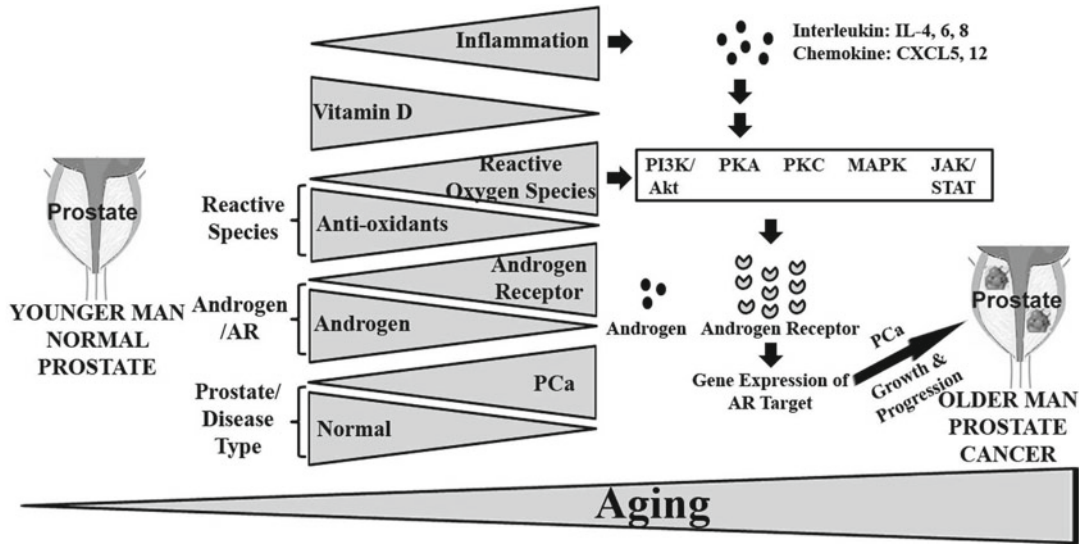 Inflammation
Interleukin: IL-4, 6, 8
Chemokine: CXCL5, 12
Vitamin D
Reactive
Oxygen Species
PI3K/
Akt
PKA
PKC
MAPK
JAK/
STAT
Reactive
Species
Anti-oxidants
Prostate
YOUNGER MAN
NORMAL
PROSTATE
Androgen
/AR
Androgen
Receptor
Androgen
Androgen
Androgen Receptor
Prostate/
Disease
Type
PCa
Normal
Gene Expression of
AR Target
PCa
Growth &
Progression
Prostate
OLDER MAN
PROSTATE
CANCER
Aging